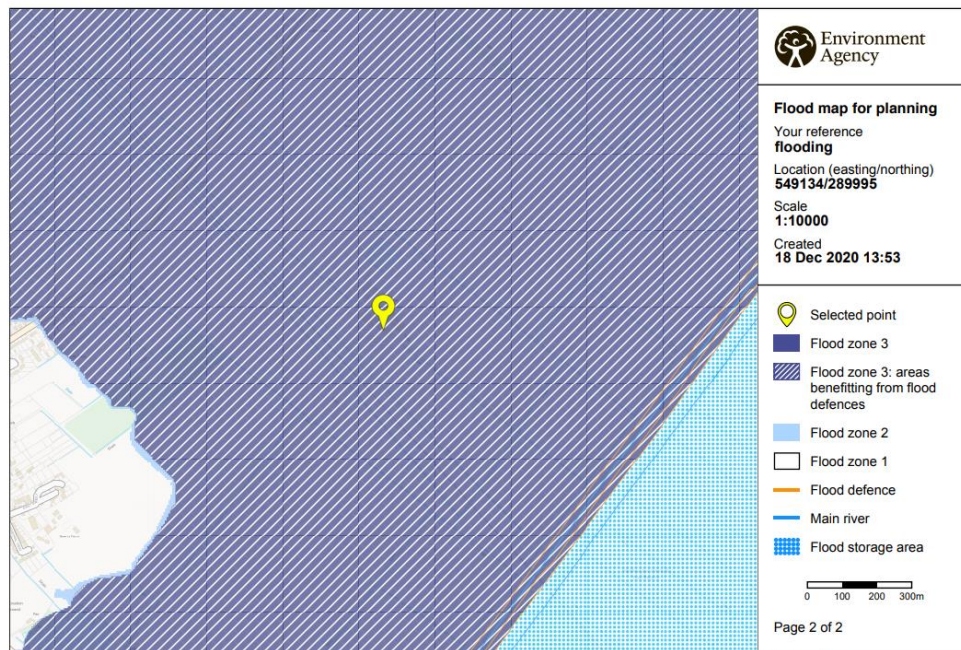 Environment
Agency
Flood map for planning
Your reference
flooding
Location (easting/northing)
549134/289995
Scale
1:10000
Created
18 Dec 2020 13:53
Selected point
Flood zone 3
Flood zone 3: areas
benefitting from flood
defences
Flood zone 2
Flood zone 1
Flood defence
Main river
Flood storage area
0 100 200 300m
Page 2 of 2